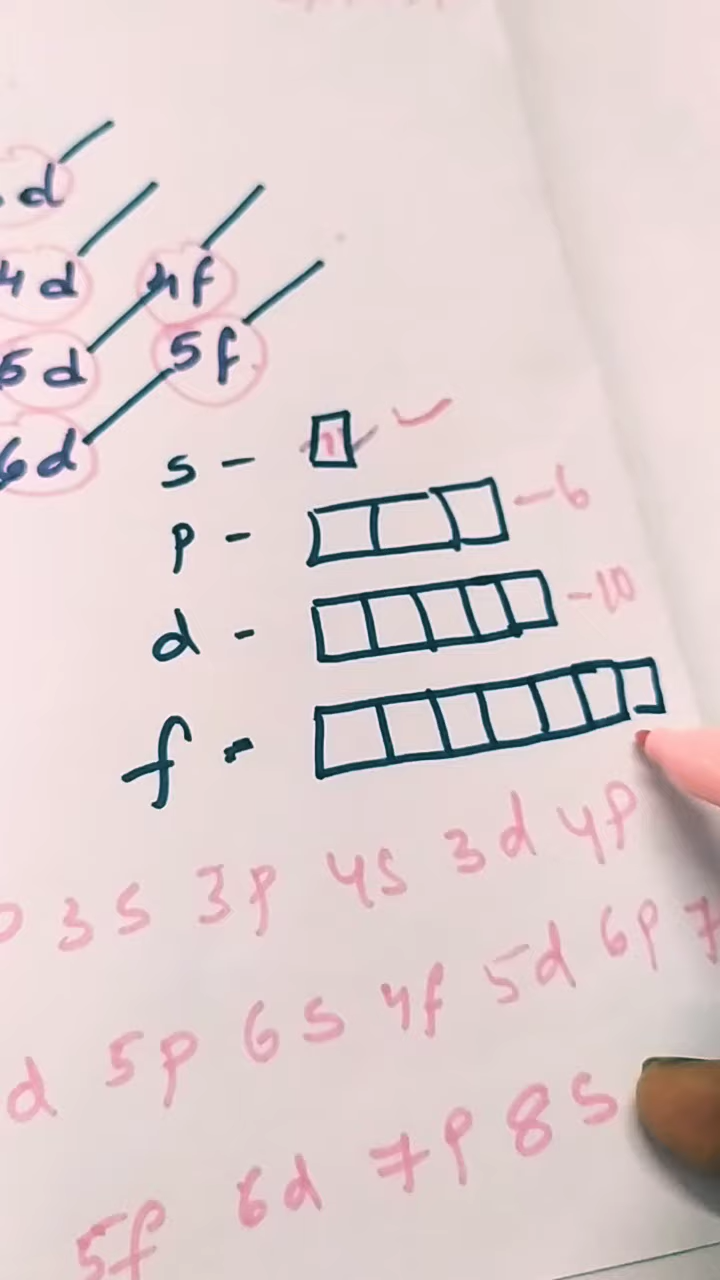 d
4d 4f
5d 5f
6d
s -
p - - 6
d - - 10
f -
3s 3p 4s 3d 4p
d 5p 6s 4f 5d 6p 7
5f 6d 7p 8s